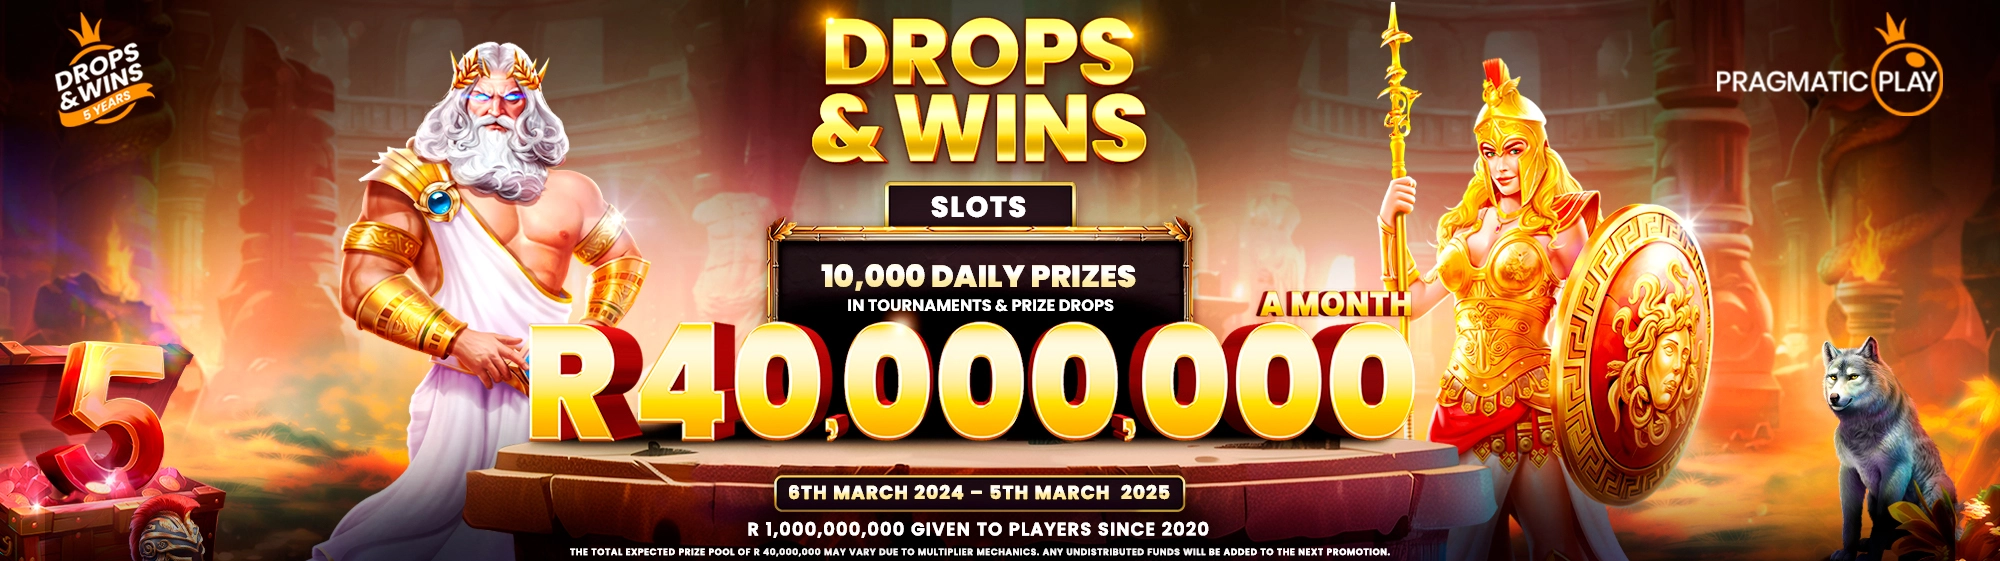 DROPS
& WINS
5 YEARS
DROPS
& WINS
PRAGMATIC PLAY
SLOTS
10,000 DAILY PRIZES
IN TOURNAMENTS & PRIZE DROPS
A MONTH
R40,000,000
5
6TH MARCH 2024 – 5TH MARCH 2025
R 1,000,000,000 GIVEN TO PLAYERS SINCE 2020
THE TOTAL EXPECTED PRIZE POOL OF R 40,000,000 MAY VARY DUE TO MULTIPLIER MECHANICS. ANY UNDISTRIBUTED FUNDS WILL BE ADDED TO THE NEXT PROMOTION.